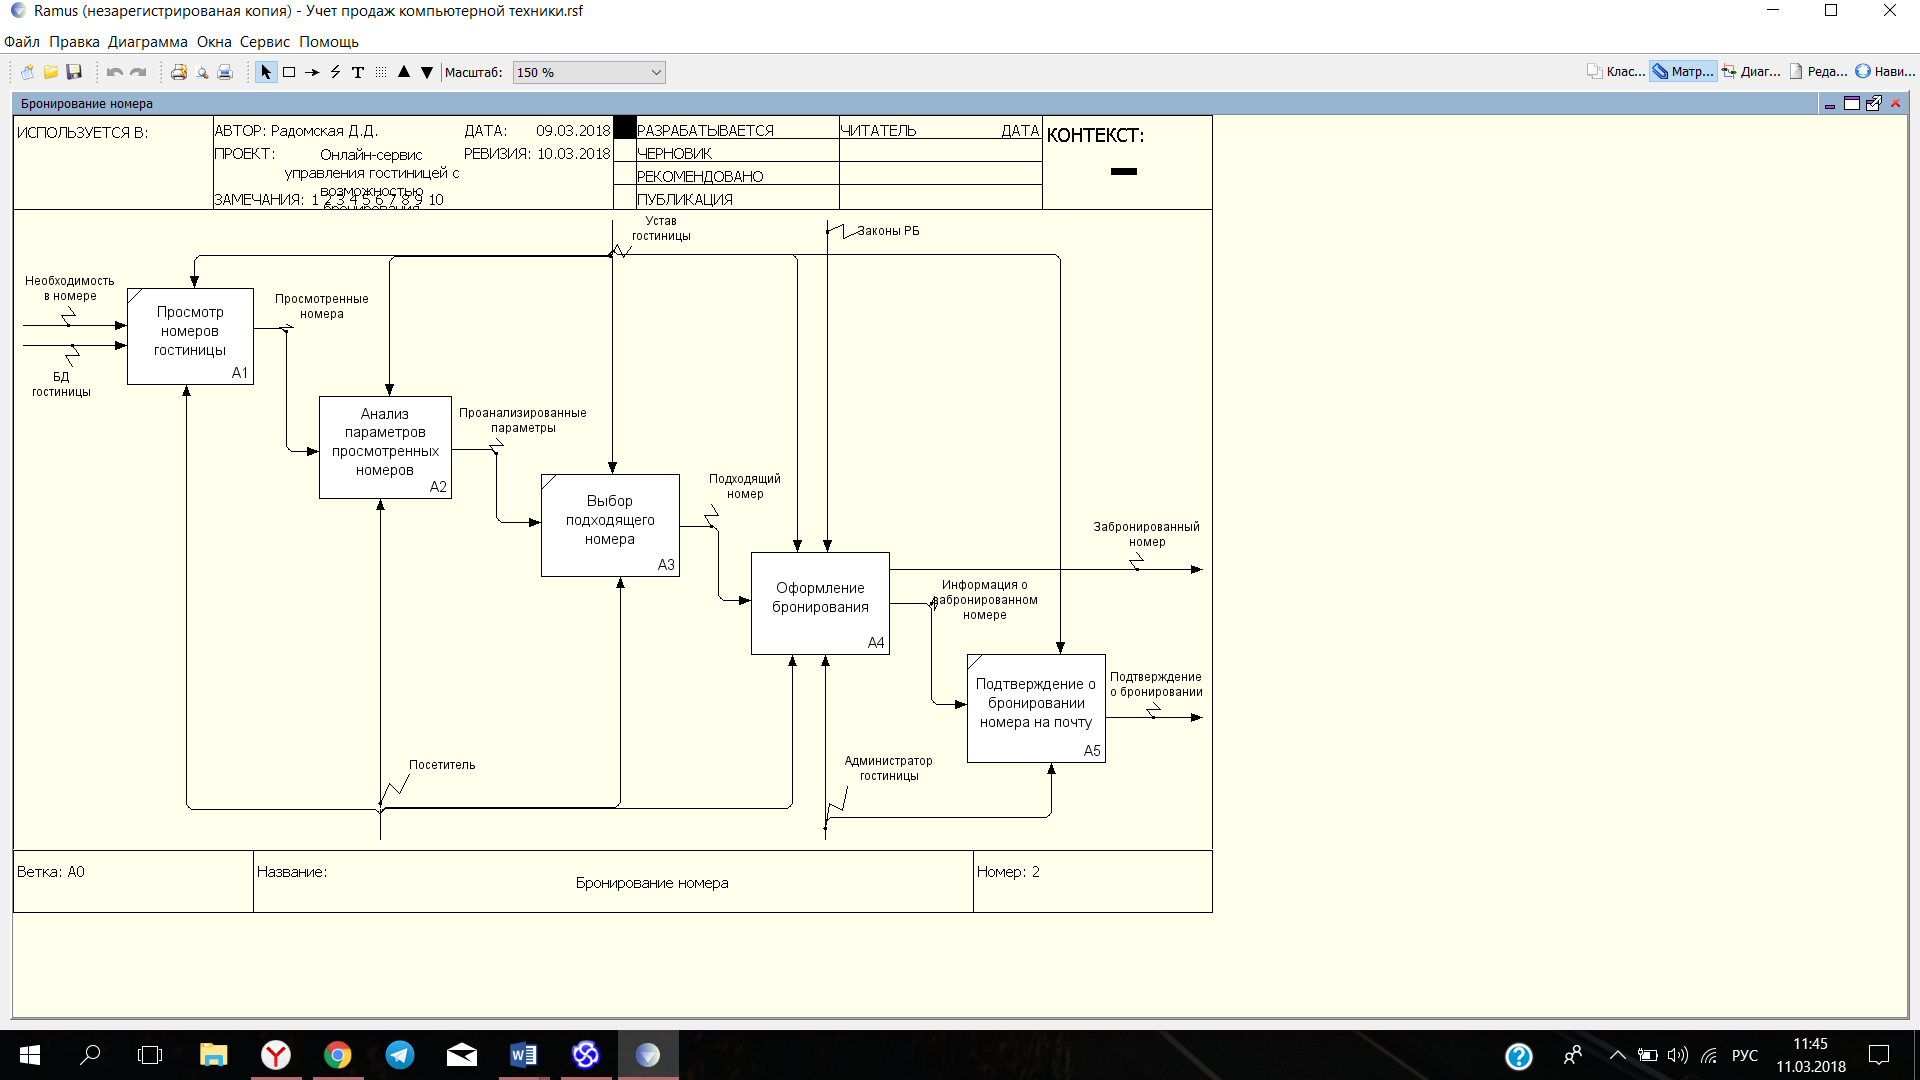 Ramus (незарегистрированая копия) - Учет продаж компьютерной техники.rsf
Файл Правка Диаграмма Окна Сервис Помощь
Масштаб: 150 %
Клас... Матр... Диаг... Реда... Нави...
Бронирование номера
ИСПОЛЬЗУЕТСЯ В:
АВТОР: Радомская Д.Д.
ДАТА: 09.03.2018
ПРОЕКТ: Онлайн-сервис
управления гостиницей с
возможностью
бронирования
РЕВИЗИЯ: 10.03.2018
ЗАМЕЧАНИЯ: 1 2 3 4 5 6 7 8 9 10
РАЗРАБАТЫВАЕТСЯ
ЧЕРНОВИК
РЕКОМЕНДОВАНО
ПУБЛИКАЦИЯ
ЧИТАТЕЛЬ ДАТА
КОНТЕКСТ:
Устав
гостиницы
Законы РБ
Необходимость
в номере
БД
гостиницы
Просмотр
номеров
гостиницы
A1
Просмотренные
номера
Анализ
параметров
просмотренных
номеров
A2
Проанализированные
параметры
Выбор
подходящего
номера
A3
Подходящий
номер
Оформление
бронирования
A4
Забронированный
номер
Информация о
забронированном
номере
Подтверждение о
бронировании
номера на почту
A5
Подтверждение
о бронировании
Посетитель
Администратор
гостиницы
Ветка: A0
Название:
Бронирование номера
Номер: 2
РУС
11:45
11.03.2018